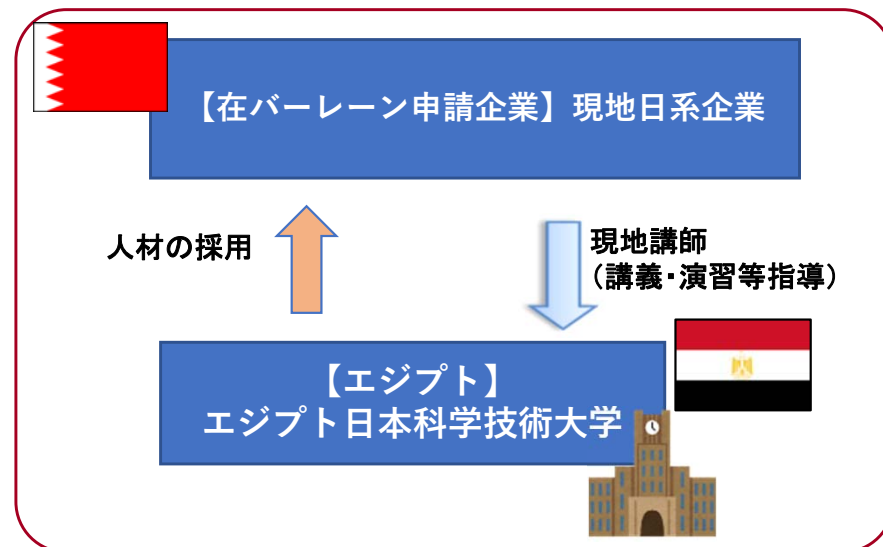 【在バーレーン申請企業】現地日系企業
人材の採用
現地講師
（講義・演習等指導）
【エジプト】
エジプト日本科学技術大学